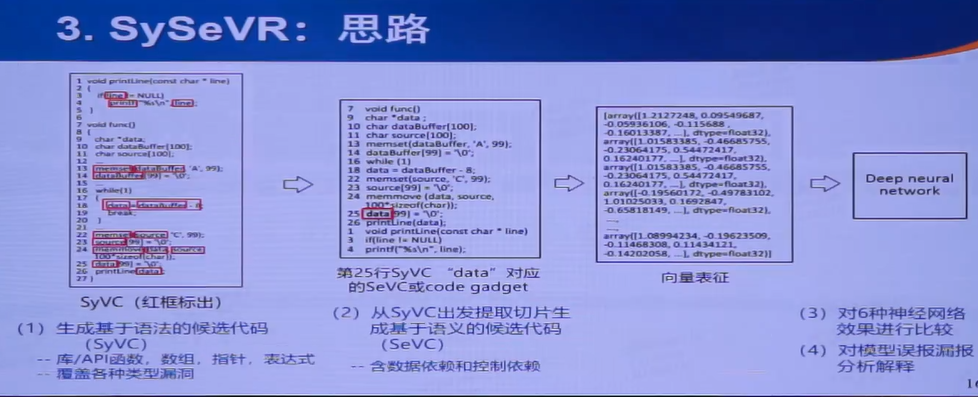 3. SySeVR：思路
1 void printLine(const char * line)
2 {
3 if(line != NULL)
4 printf("%s\n", line);
5 }
6
7 void func()
8 {
9 char *data;
10 char dataBuffer[100];
11 char source[100];
12 ...
13 memset(dataBuffer, 'A', 99);
14 dataBuffer[99] = '\0';
15 ...
16 while(1)
17 {
18 data = dataBuffer - 8;
19 break;
20 }
21 ...
22 memset(source, 'C', 99);
23 source[99] = '\0';
24 memmove(data, source,
100*sizeof(char));
25 data[99] = '\0';
26 printLine(data);
27 }
SyVC（红框标出）
（1）生成基于语法的候选代码
（SyVC）
-- 库/API函数，数组，指针，表达式
-- 覆盖各种类型漏洞
7 void func()
9 char *data ;
10 char dataBuffer[100];
11 char source[100];
13 memset(dataBuffer, 'A', 99);
14 dataBuffer[99] = '\0';
16 while (1)
18 data = dataBuffer - 8;
22 memset(source, 'C', 99);
23 source[99] = '\0';
24 memmove (data, source,
100*sizeof(char));
25 data[99] = '\0';
26 printLine(data);
1 void printLine(const char * line)
3 if(line != NULL)
4 printf("%s\n", line);
第25行SyVC “data”对应
的SeVC或code gadget
（2）从SyVC出发提取切片生
成基于语义的候选代码
（SeVC）
-- 含数据依赖和控制依赖
[array([1.2127248, 0.09549687,
-0.05936106, -0.115688 ,
-0.16013387, ...], dtype=float32),
array([1.01583385, -0.46685755,
-0.23064175, 0.54472417,
0.16240177, ...], dtype=float32),
array([1.01583385, -0.46685755,
-0.23064175, 0.54472417,
0.16240177, ...], dtype=float32),
array([-0.19560172, -0.49783102,
1.01025033, 0.1692847,
-0.65818149, ...], dtype=float32),
...,
...,
array([1.08994234, -0.19623509,
-0.11468308, 0.11434121,
-0.14202058, ...], dtype=float32)]
向量表征
Deep neural
network
（3）对6种神经网络
效果进行比较
（4）对模型误报漏报
分析解释